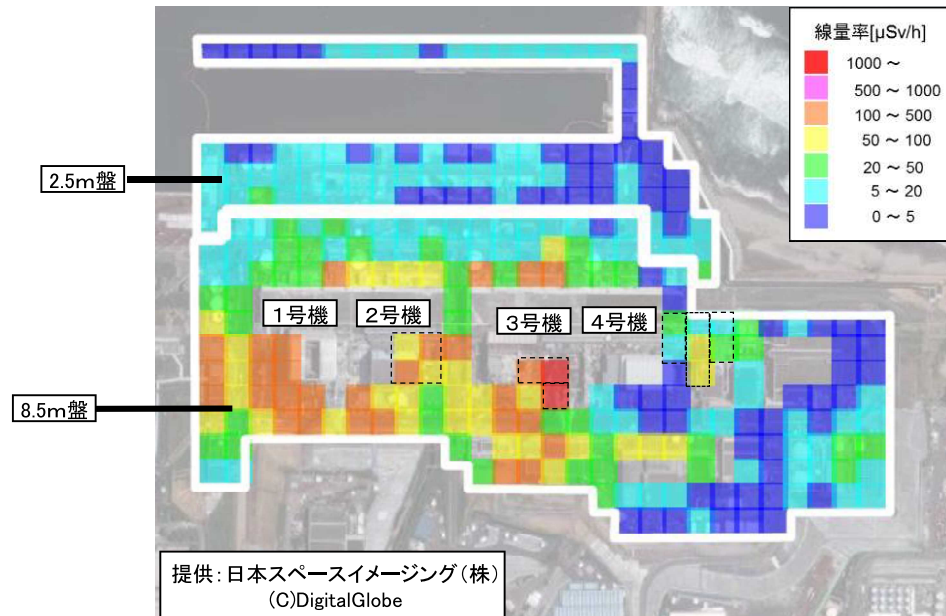 線量率[μSv/h]
1000 ~
500 ~ 1000
100 ~ 500
50 ~ 100
20 ~ 50
5 ~ 20
0 ~ 5
2.5m盤
1号機
2号機
3号機
4号機
8.5m盤
提供:日本スペースイメージング(株)
(C)DigitalGlobe